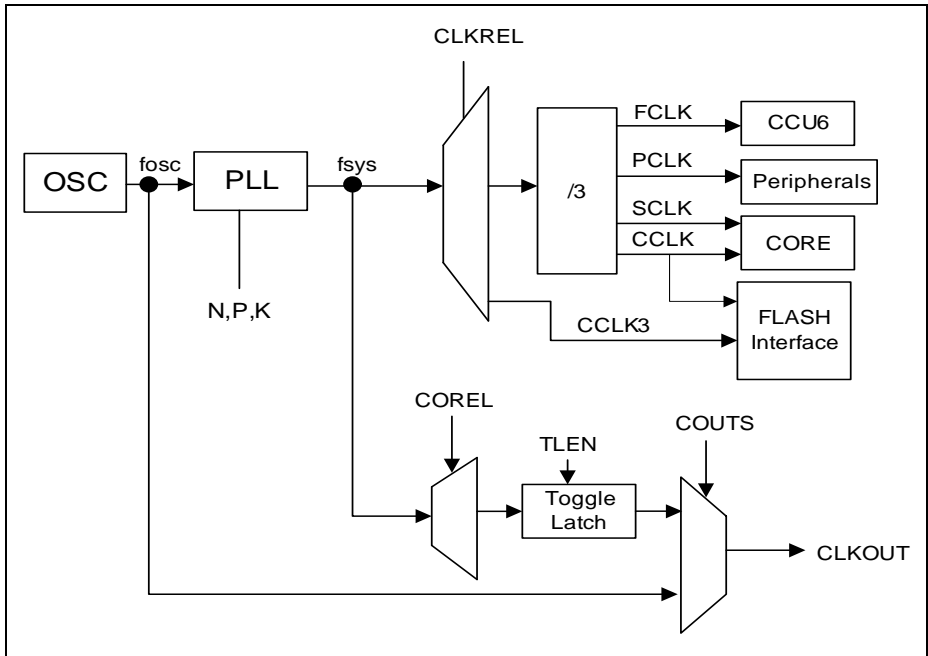 CLKREL
FCLK
CCU6
fosc
fsys
PCLK
OSC
PLL
/3
Peripherals
SCLK
CCLK
CORE
N,P,K
CCLK3
FLASH
Interface
COREL
COUTS
TLEN
Toggle
Latch
CLKOUT